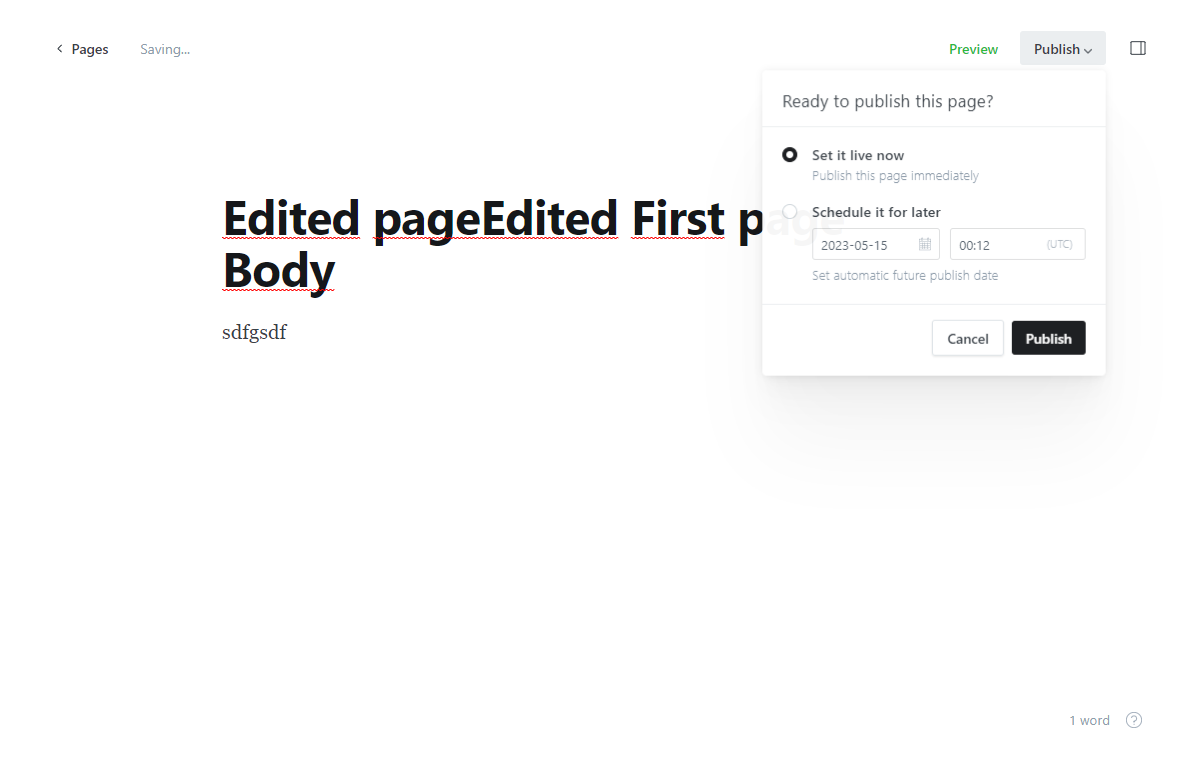 Pages
Saving...
Preview
Publish
Ready to publish this page?
Set it live now
Publish this page immediately
Schedule it for later
2023-05-15
00:12
(UTC)
Set automatic future publish date
Cancel
Publish
Edited pageEdited First page
Body
sdfgsdf
1 word
?